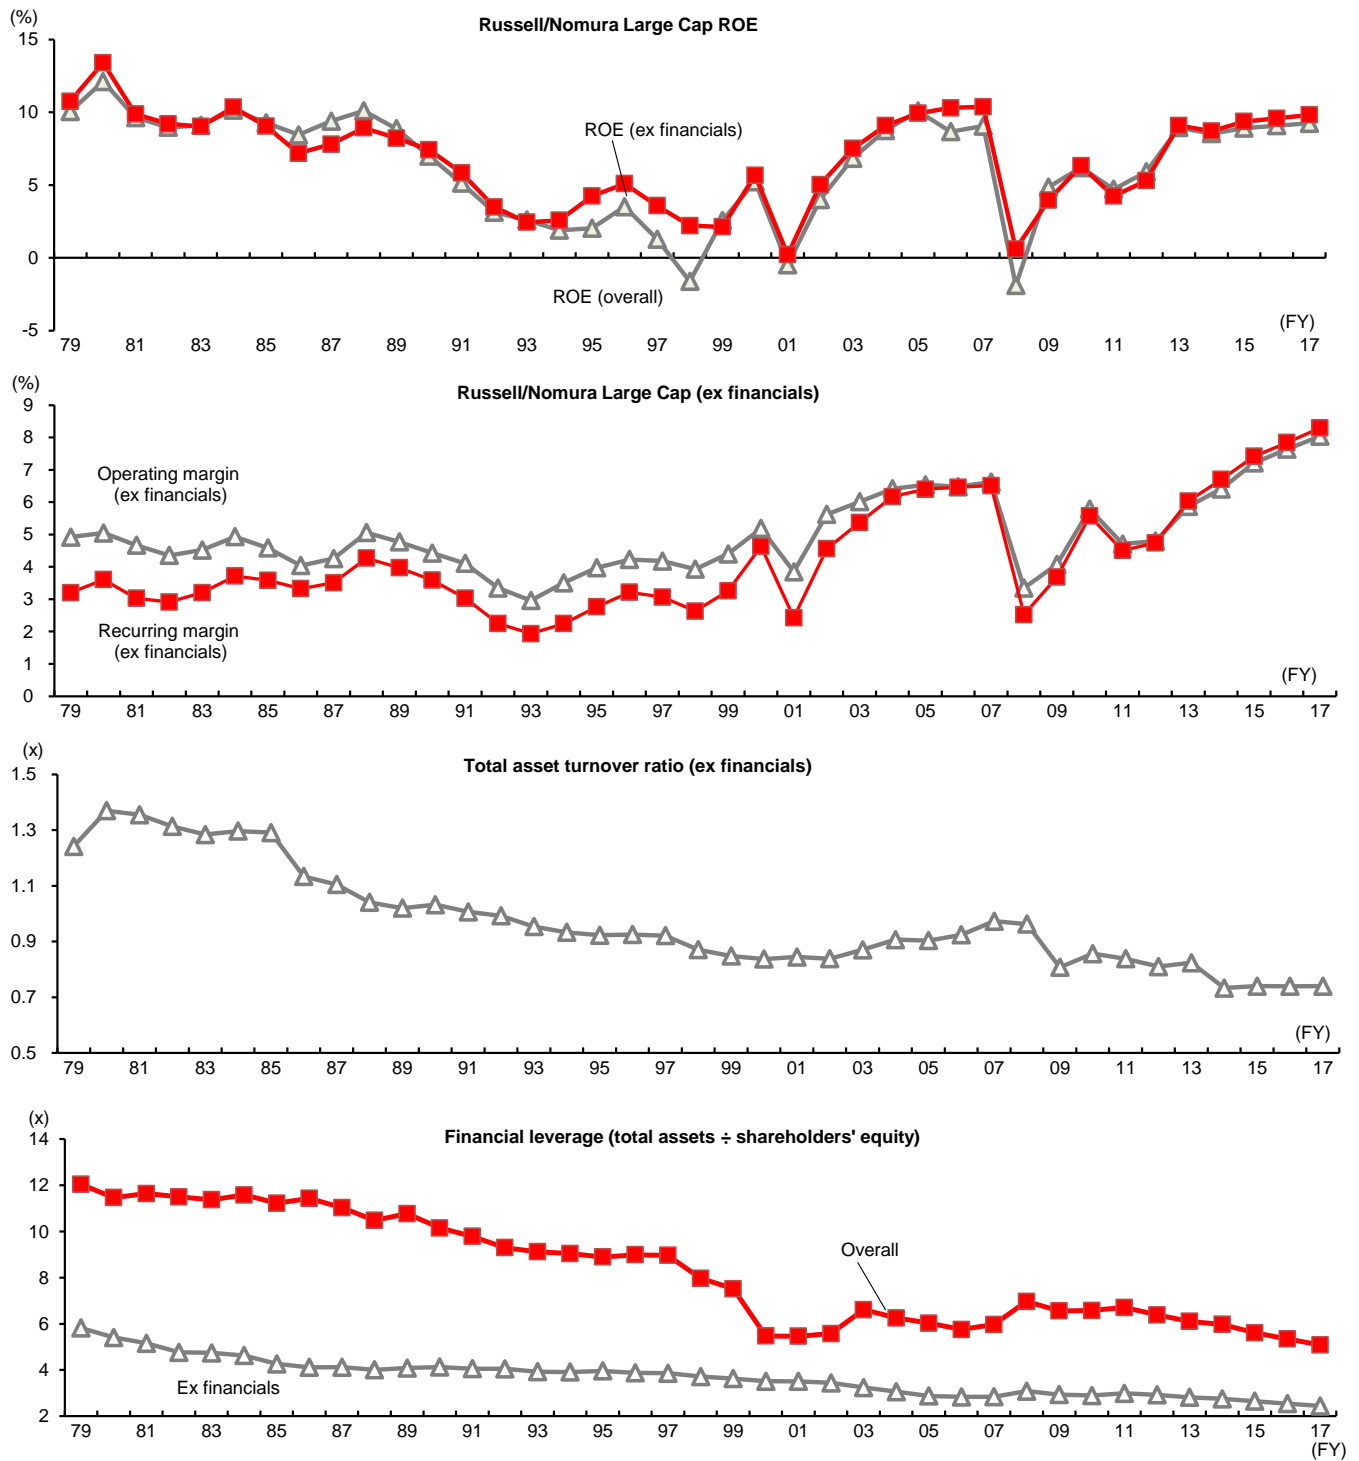 (%)
Russell/Nomura Large Cap ROE
15
10
5
0
-5
ROE (ex financials)
ROE (overall)
(FY)
79 81 83 85 87 89 91 93 95 97 99 01 03 05 07 09 11 13 15 17
(%)
Russell/Nomura Large Cap (ex financials)
9
8
7
6
5
4
3
2
1
0
Operating margin
(ex financials)
Recurring margin
(ex financials)
(FY)
79 81 83 85 87 89 91 93 95 97 99 01 03 05 07 09 11 13 15 17
(x)
Total asset turnover ratio (ex financials)
1.5
1.3
1.1
0.9
0.7
0.5
(FY)
79 81 83 85 87 89 91 93 95 97 99 01 03 05 07 09 11 13 15 17
(x)
Financial leverage (total assets ÷ shareholders' equity)
14
12
10
8
6
4
2
Overall
Ex financials
79 81 83 85 87 89 91 93 95 97 99 01 03 05 07 09 11 13 15 17
(FY)